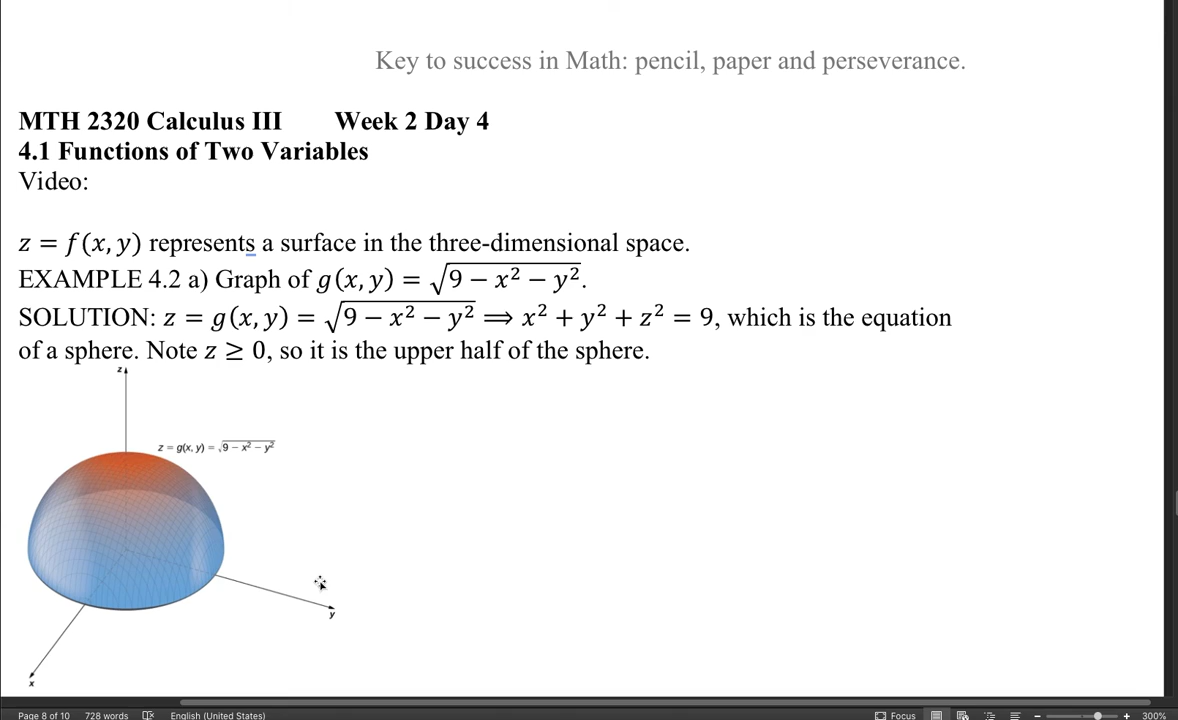 Key to success in Math: pencil, paper and perseverance.
MTH 2320 Calculus III Week 2 Day 4
4.1 Functions of Two Variables
Video:
z = f(x, y) represents a surface in the three-dimensional space.
EXAMPLE 4.2 a) Graph of g(x, y) = √(9 − x² − y²).
SOLUTION: z = g(x, y) = √(9 − x² − y²) ⟹ x² + y² + z² = 9, which is the equation
of a sphere. Note z ≥ 0, so it is the upper half of the sphere.
z
z = g(x, y) = √(9 − x² − y²)
y
x
Page 8 of 10 728 words English (United States) Focus 300%